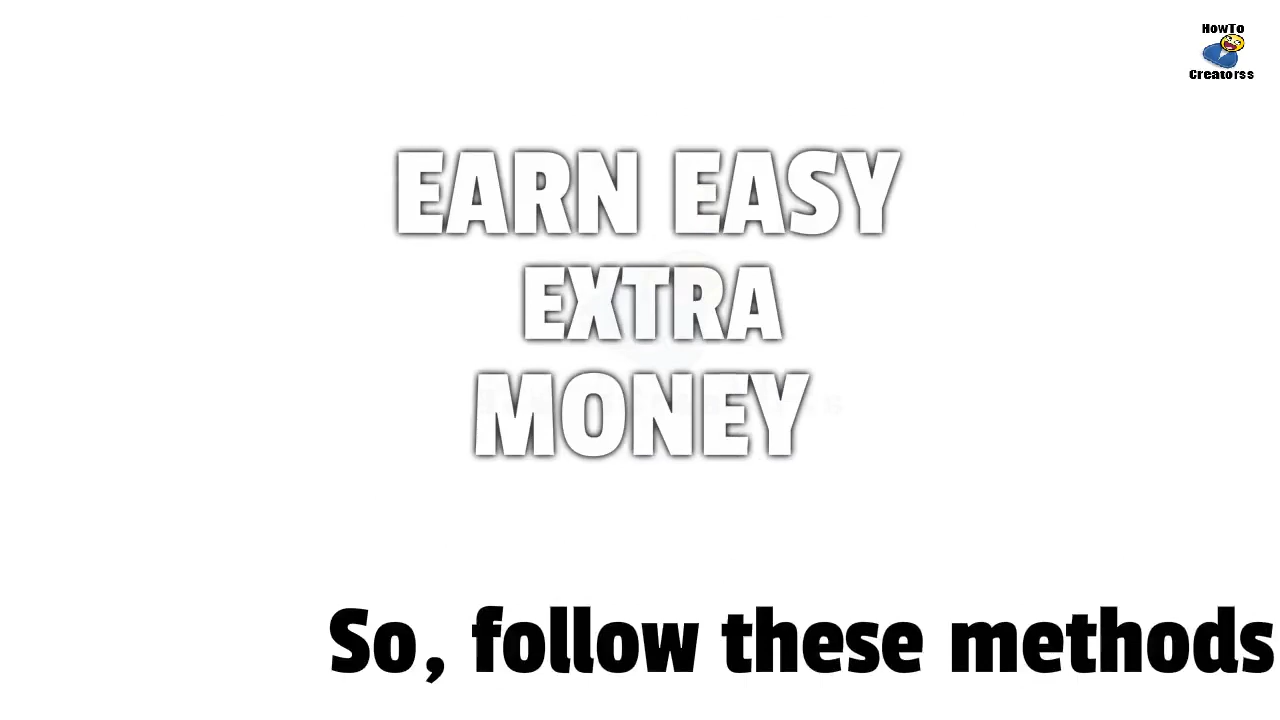 HowTo
Creatorss
EARN EASY
EXTRA
MONEY
So, follow these methods